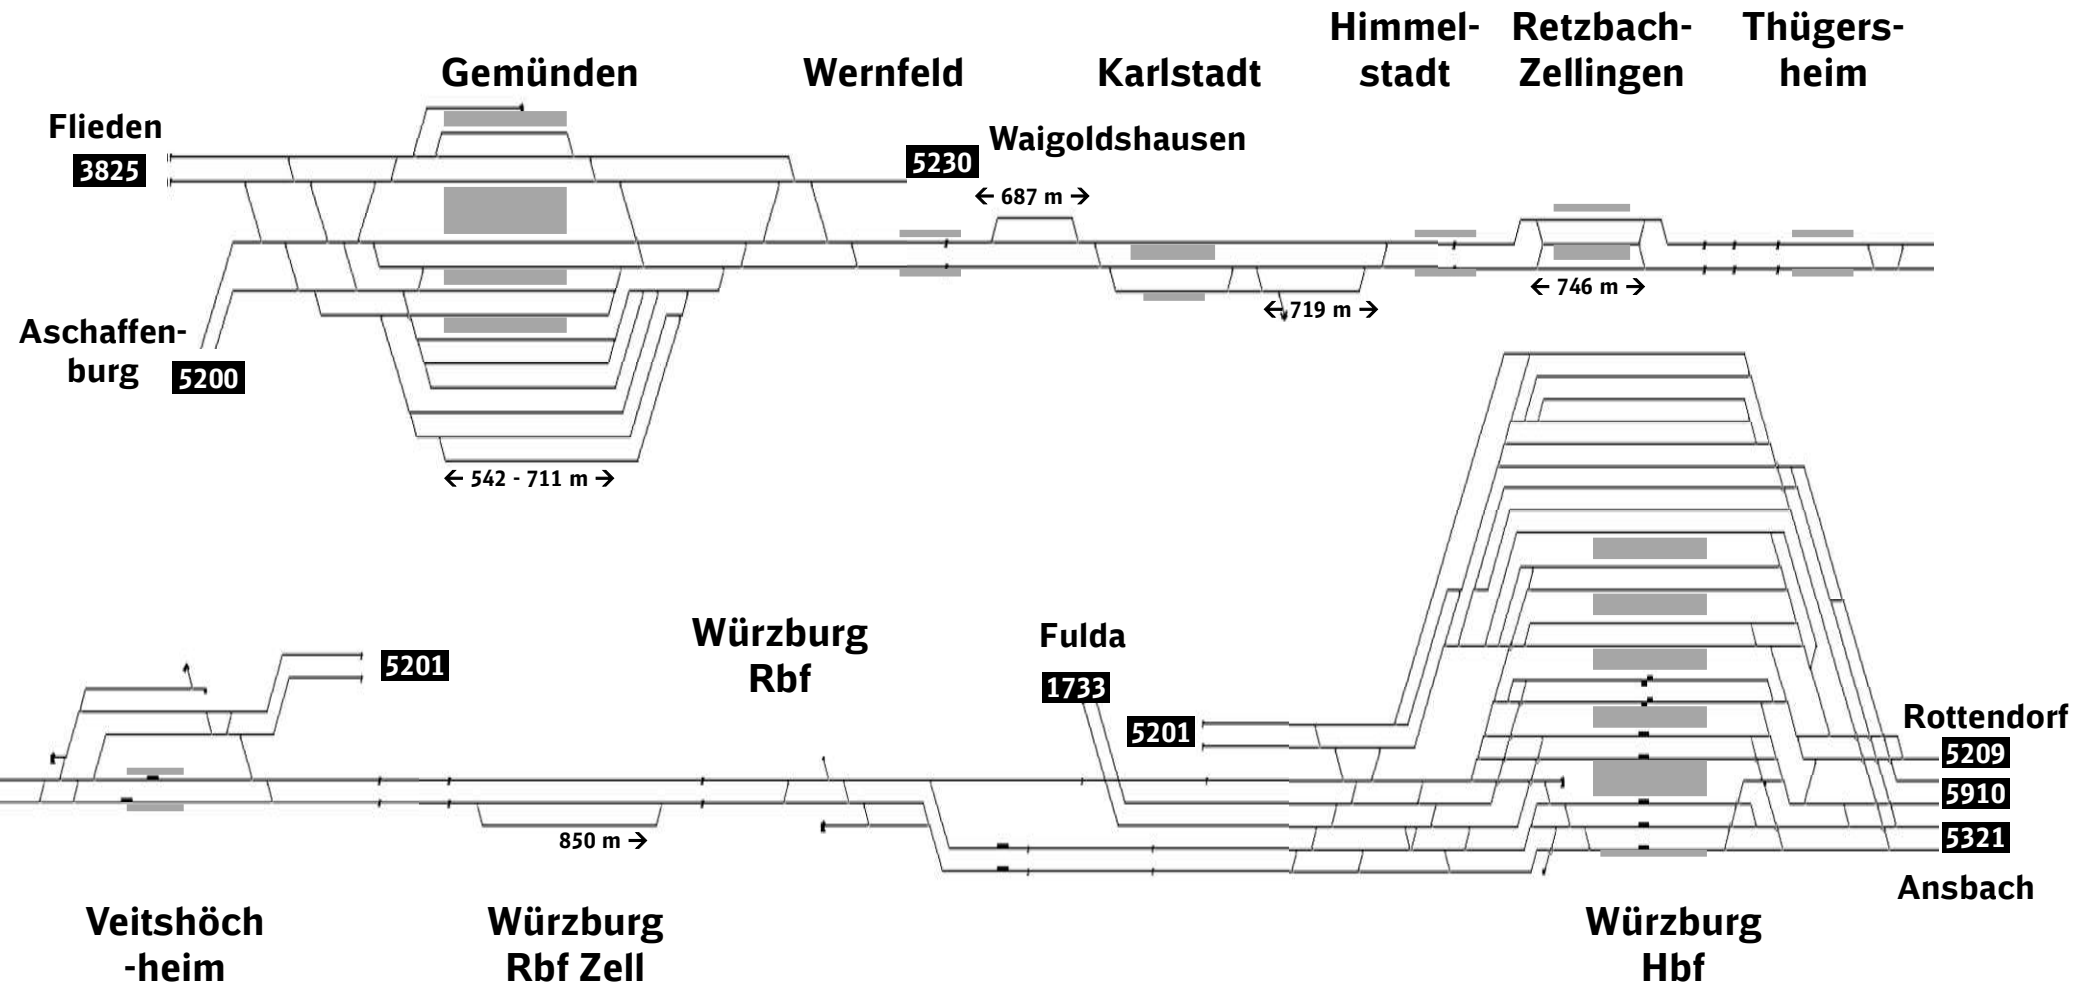 Himmel-
stadt
Retzbach-
Zellingen
Thügers-
heim
Gemünden
Wernfeld
Karlstadt
Flieden
3825
5230
Waigoldshausen
← 687 m →
← 746 m →
← 719 m →
Aschaffen-
burg
5200
← 542 - 711 m →
Würzburg
Rbf
Fulda
1733
5201
5201
Rottendorf
5209
5910
5321
Ansbach
850 m →
Veitshöch
-heim
Würzburg
Rbf Zell
Würzburg
Hbf